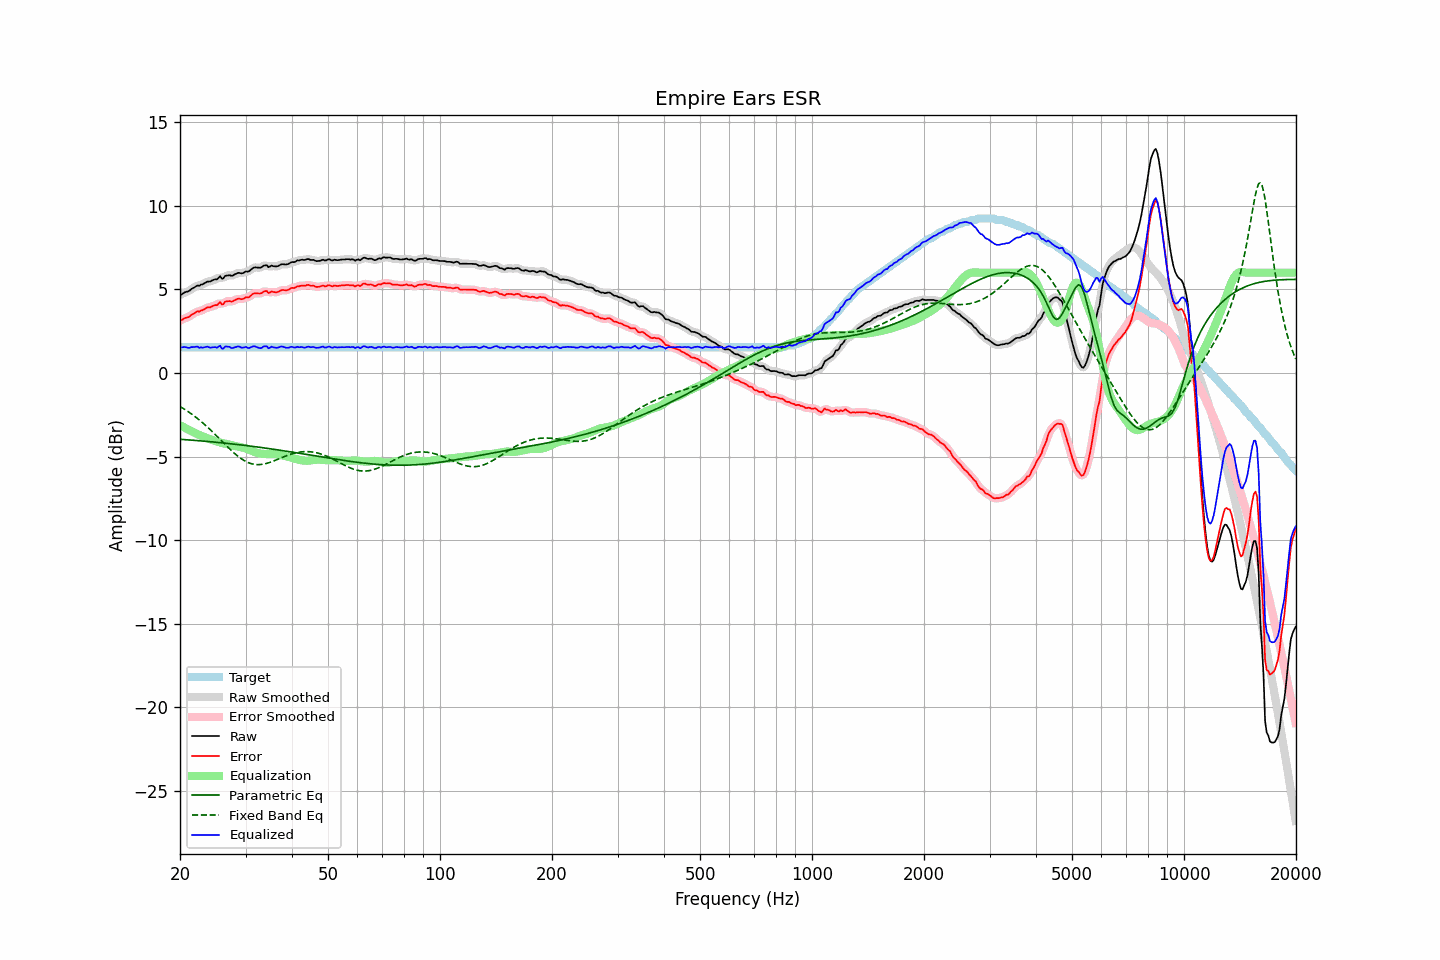 Empire Ears ESR
Amplitude (dBr)
15
10
5
0
−5
−10
−15
−20
−25
Target
Raw Smoothed
Error Smoothed
Raw
Error
Equalization
Parametric Eq
Fixed Band Eq
Equalized
20 50 100 200 500 1000 2000 5000 10000 20000
Frequency (Hz)